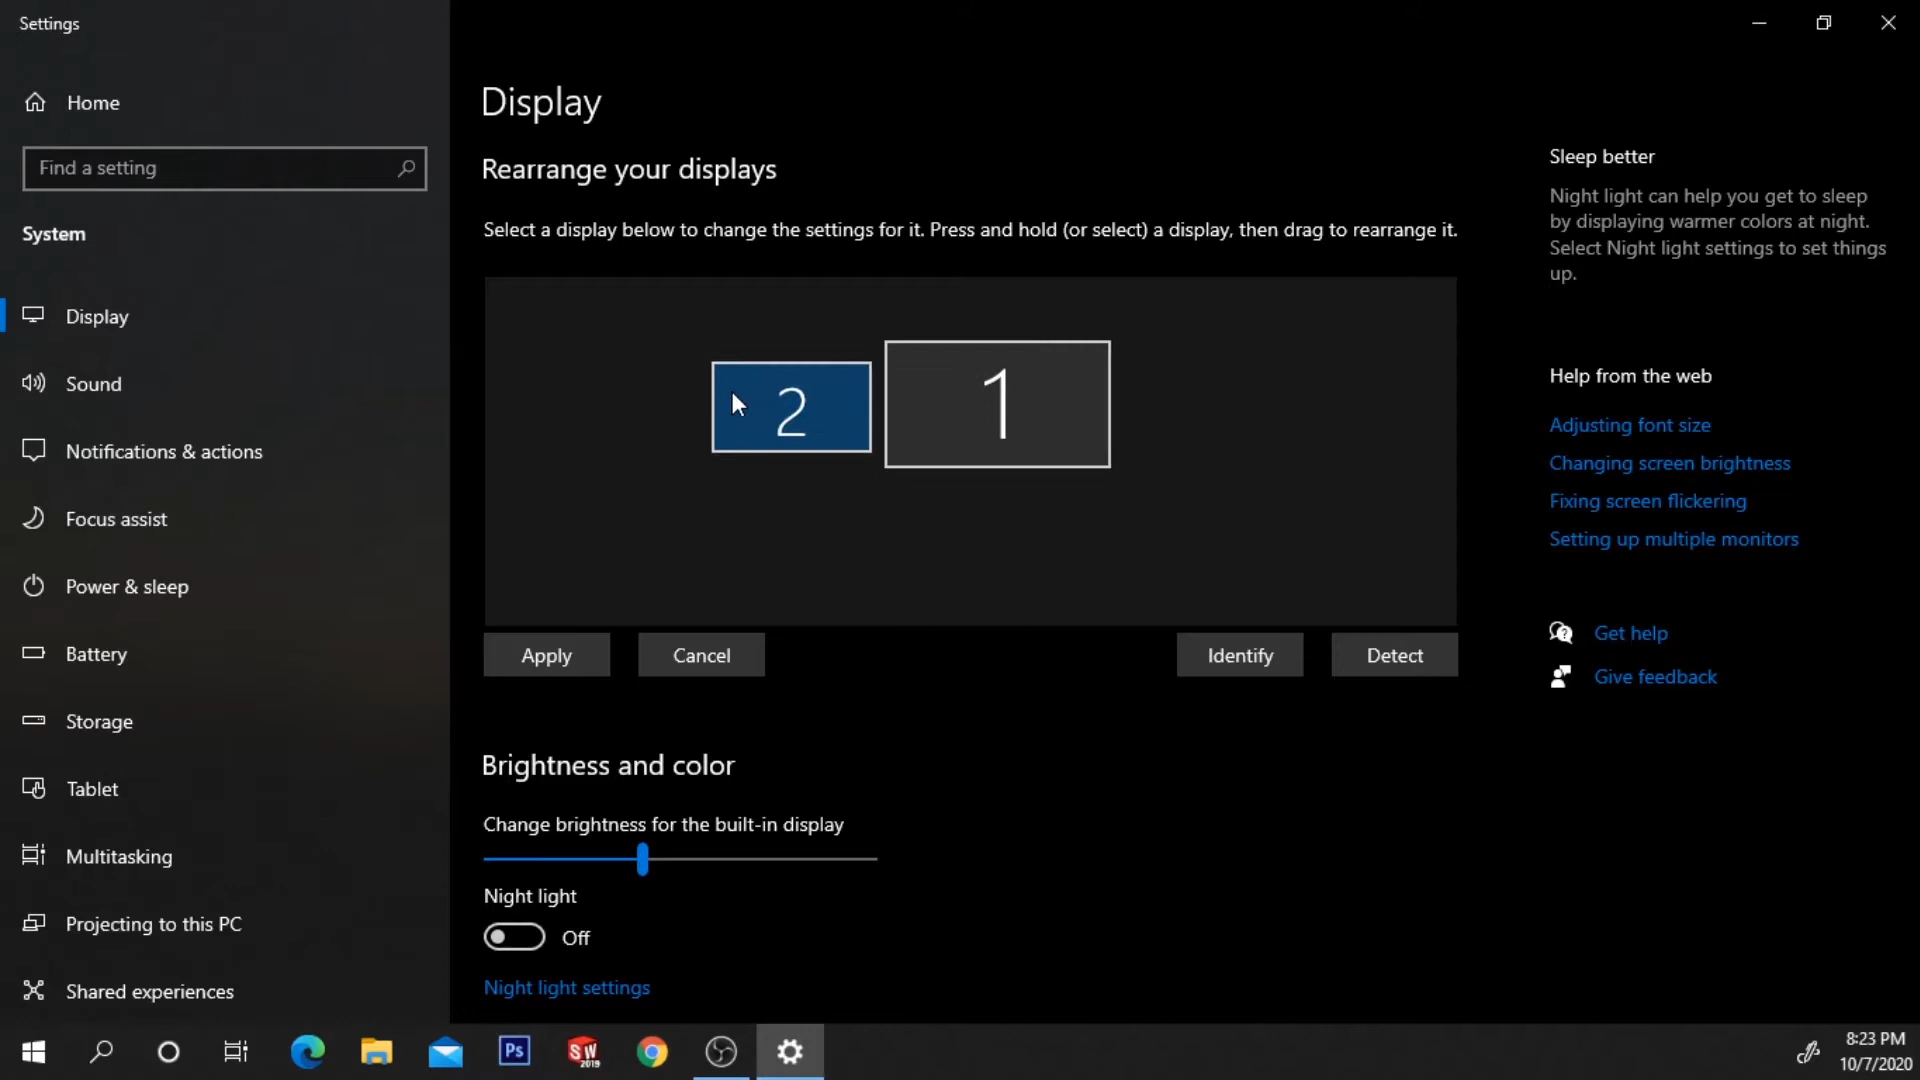 Settings
Home
Find a setting
System
Display
Sound
Notifications & actions
Focus assist
Power & sleep
Battery
Storage
Tablet
Multitasking
Projecting to this PC
Shared experiences
Display
Rearrange your displays
Select a display below to change the settings for it. Press and hold (or select) a display, then drag to rearrange it.
2
1
Apply
Cancel
Identify
Detect
Brightness and color
Change brightness for the built-in display
Night light
Off
Night light settings
Sleep better
Night light can help you get to sleep
by displaying warmer colors at night.
Select Night light settings to set things
up.
Help from the web
Adjusting font size
Changing screen brightness
Fixing screen flickering
Setting up multiple monitors
Get help
Give feedback
Ps
SW
2019
8:23 PM
10/7/2020